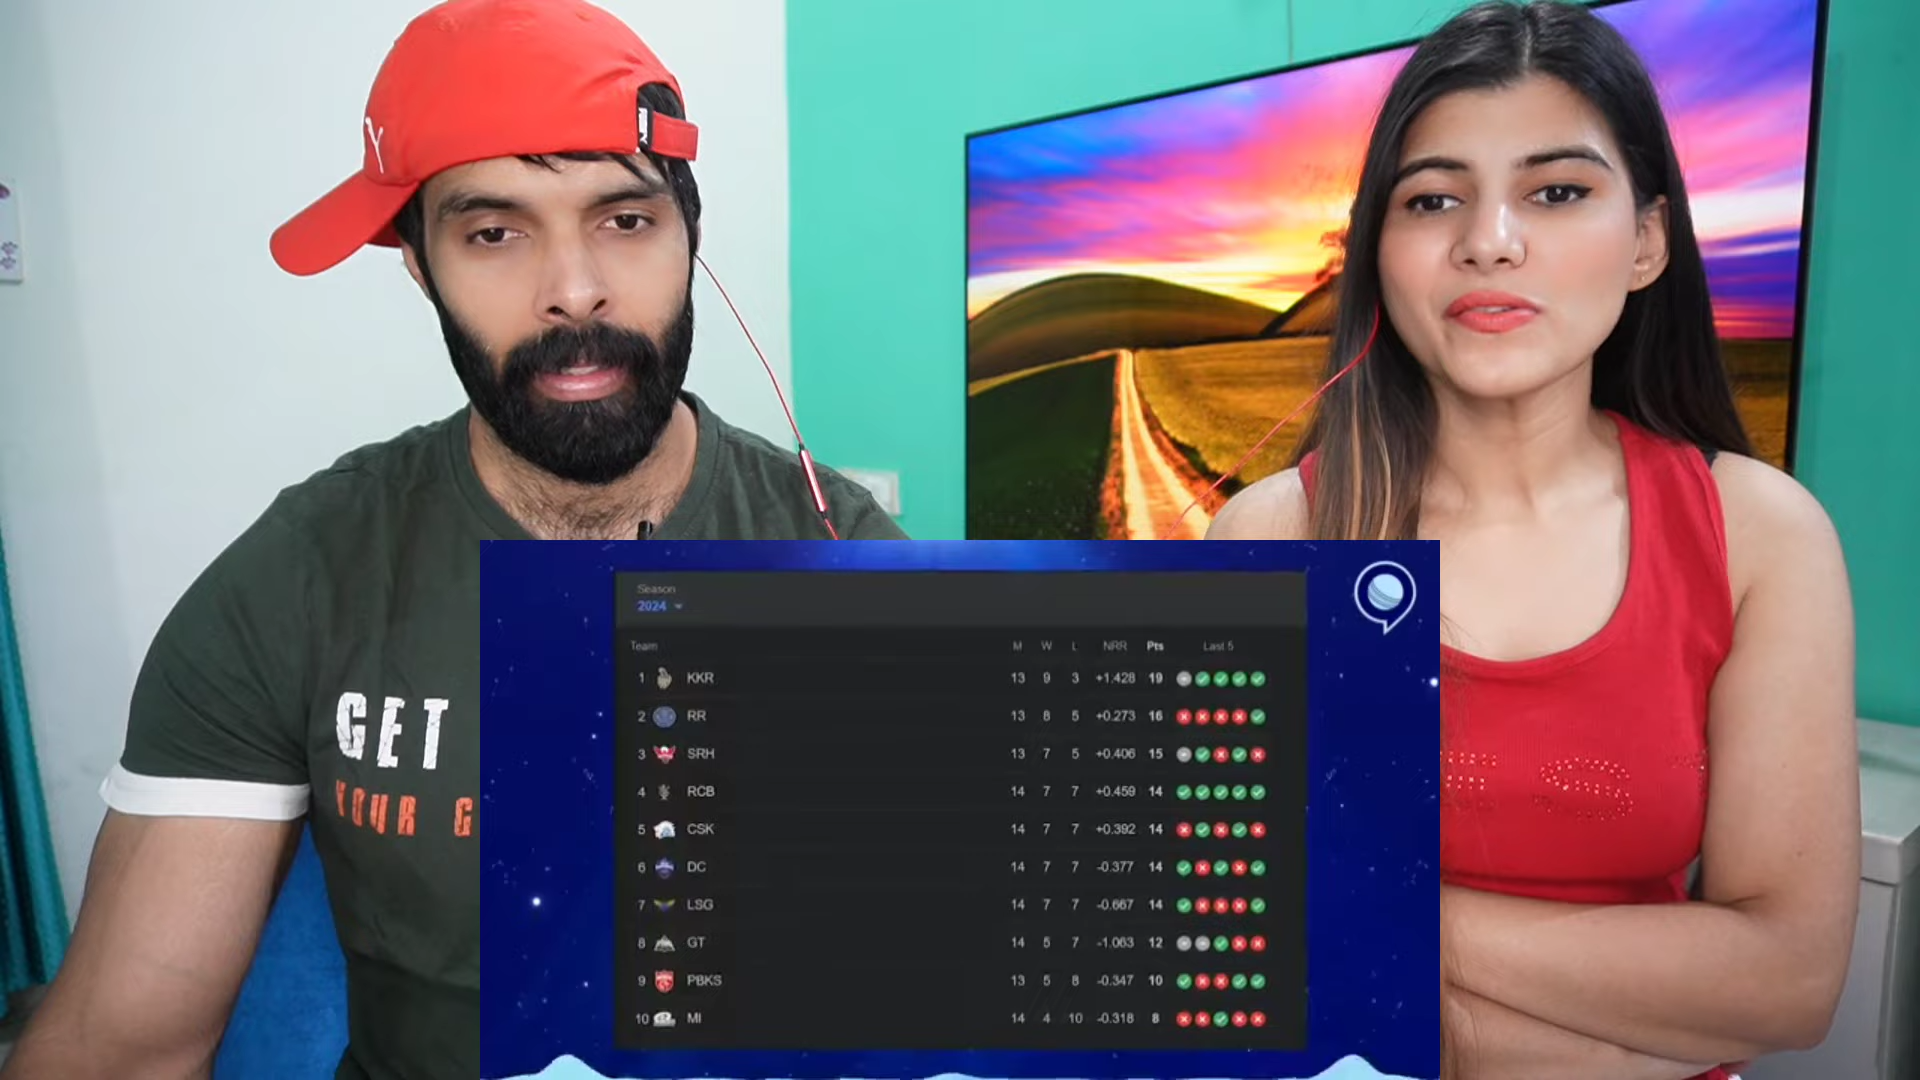 GET
YOUR G
Season
2024
Team M W L NRR Pts Last 5
1 KKR 13 9 3 +1.428 19
2 RR 13 8 5 +0.273 16
3 SRH 13 7 5 +0.406 15
4 RCB 14 7 7 +0.459 14
5 CSK 14 7 7 +0.392 14
6 DC 14 7 7 -0.377 14
7 LSG 14 7 7 -0.667 14
8 GT 14 5 7 -1.063 12
9 PBKS 13 5 8 -0.347 10
10 MI 14 4 10 -0.318 8